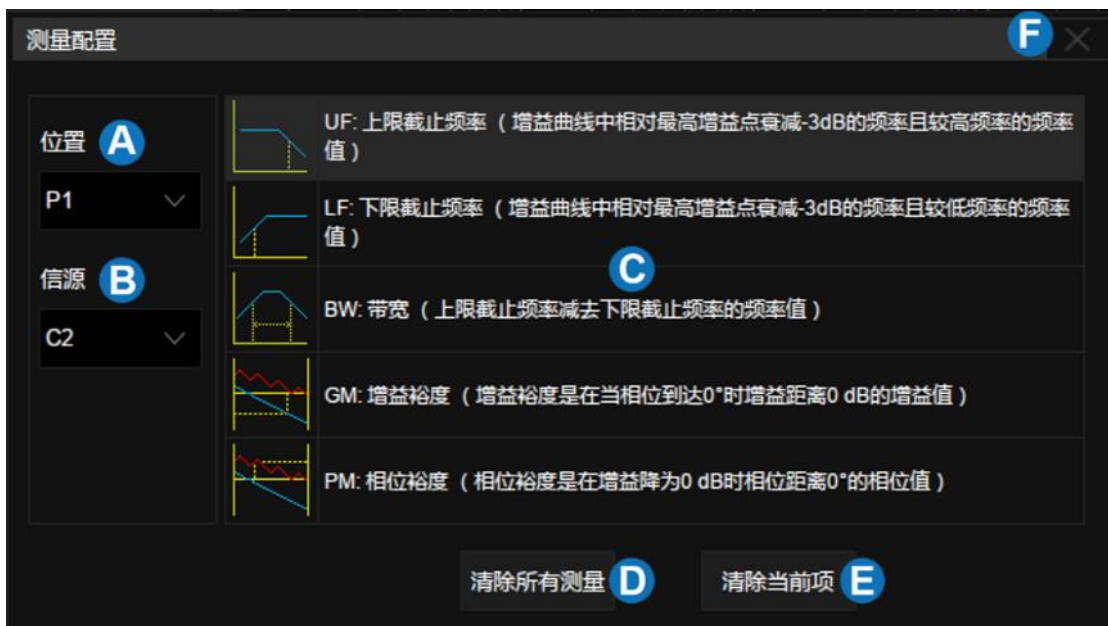 测量配置
F
位置 A
P1
信源 B
C2
UF: 上限截止频率（增益曲线中相对最高增益点衰减-3dB的频率且较高频率的频率
值）
LF: 下限截止频率（增益曲线中相对最高增益点衰减-3dB的频率且较低频率的频率
值）
C
BW: 带宽（上限截止频率减去下限截止频率的频率值）
GM: 增益裕度（增益裕度是在当相位到达0°时增益距离0 dB的增益值）
PM: 相位裕度（相位裕度是在增益降为0 dB时相位距离0°的相位值）
清除所有测量 D
清除当前项 E